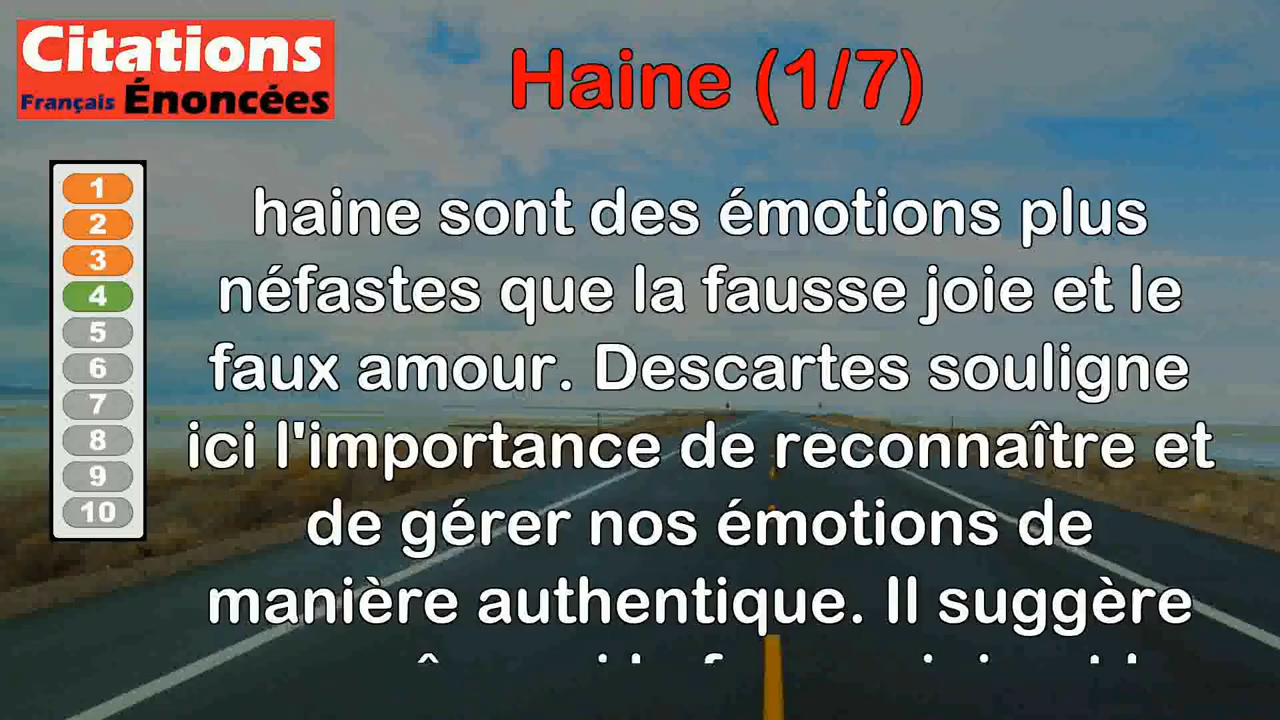 Citations
Français Énoncées
Haine (1/7)
1
2
3
4
5
6
7
8
9
10
haine sont des émotions plus
néfastes que la fausse joie et le
faux amour. Descartes souligne
ici l'importance de reconnaître et
de gérer nos émotions de
manière authentique. Il suggère